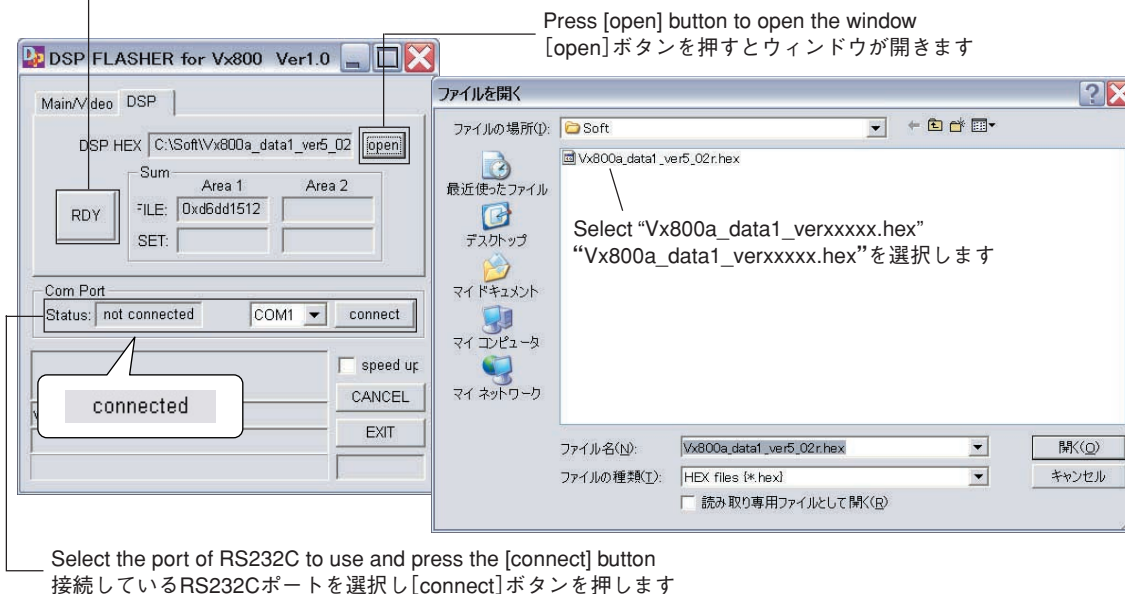 Press [open] button to open the window
[open]ボタンを押すとウィンドウが開きます
DSP FLASHER for Vx800 Ver1.0
Main/Video DSP
DSP HEX C:\Soft\Vx800a_data1_ver5_02 open
Sum
Area 1 Area 2
RDY
FILE: 0xd6dd1512
SET:
Com Port
Status: not connected COM1 connect
connected
speed up
CANCEL
EXIT
ファイルを開く
ファイルの場所(I): Soft
最近使ったファイル
デスクトップ
マイ ドキュメント
マイ コンピュータ
マイ ネットワーク
Vx800a_data1_ver5_02r.hex
Select “Vx800a_data1_verxxxxx.hex”
“Vx800a_data1_verxxxxx.hex”を選択します
ファイル名(N): Vx800a_data1_ver5_02r.hex 開く(O)
ファイルの種類(T): HEX files {*.hex} キャンセル
読み取り専用ファイルとして開く(R)
Select the port of RS232C to use and press the [connect] button
接続しているRS232Cポートを選択し[connect]ボタンを押します